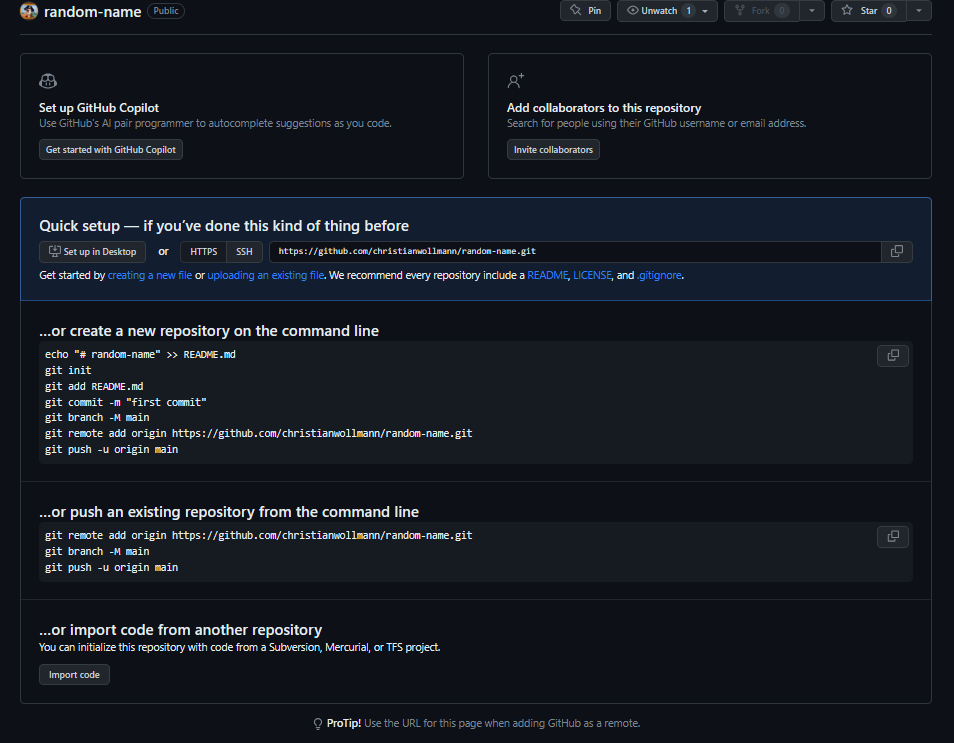 random-name Public Pin Unwatch 1 Fork 0 Star 0
Set up GitHub Copilot
Use GitHub's AI pair programmer to autocomplete suggestions as you code.
Get started with GitHub Copilot
Add collaborators to this repository
Search for people using their GitHub username or email address.
Invite collaborators
Quick setup — if you've done this kind of thing before
Set up in Desktop or HTTPS SSH https://github.com/christianwollmann/random-name.git
Get started by creating a new file or uploading an existing file. We recommend every repository include a README, LICENSE, and .gitignore.
...or create a new repository on the command line
echo "# random-name" >> README.md
git init
git add README.md
git commit -m "first commit"
git branch -M main
git remote add origin https://github.com/christianwollmann/random-name.git
git push -u origin main
...or push an existing repository from the command line
git remote add origin https://github.com/christianwollmann/random-name.git
git branch -M main
git push -u origin main
...or import code from another repository
You can initialize this repository with code from a Subversion, Mercurial, or TFS project.
Import code
ProTip! Use the URL for this page when adding GitHub as a remote.